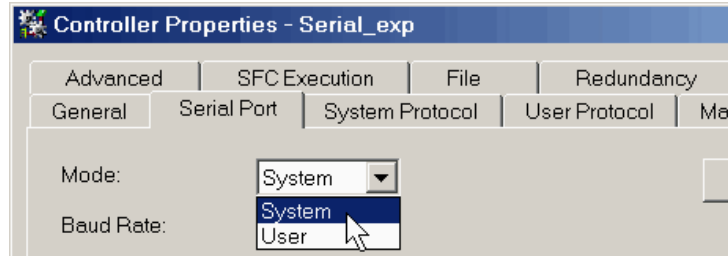 Controller Properties - Serial_exp
Advanced SFC Execution File Redundancy
General Serial Port System Protocol User Protocol Ma
Mode: System
System
Baud Rate:
User